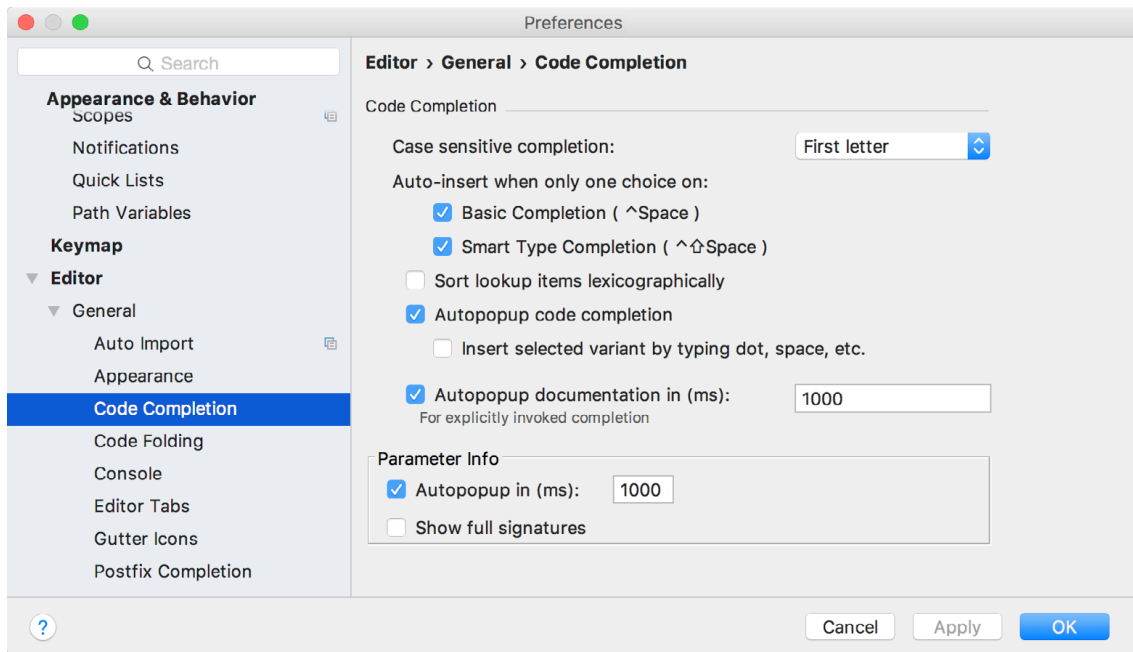 Preferences
Search
Appearance & Behavior
Scopes
Notifications
Quick Lists
Path Variables
Keymap
Editor
General
Auto Import
Appearance
Code Completion
Code Folding
Console
Editor Tabs
Gutter Icons
Postfix Completion
Editor › General › Code Completion
Code Completion
Case sensitive completion: First letter
Auto-insert when only one choice on:
Basic Completion ( ^Space )
Smart Type Completion ( ^⇧Space )
Sort lookup items lexicographically
Autopopup code completion
Insert selected variant by typing dot, space, etc.
Autopopup documentation in (ms): 1000
For explicitly invoked completion
Parameter Info
Autopopup in (ms): 1000
Show full signatures
? Cancel Apply OK